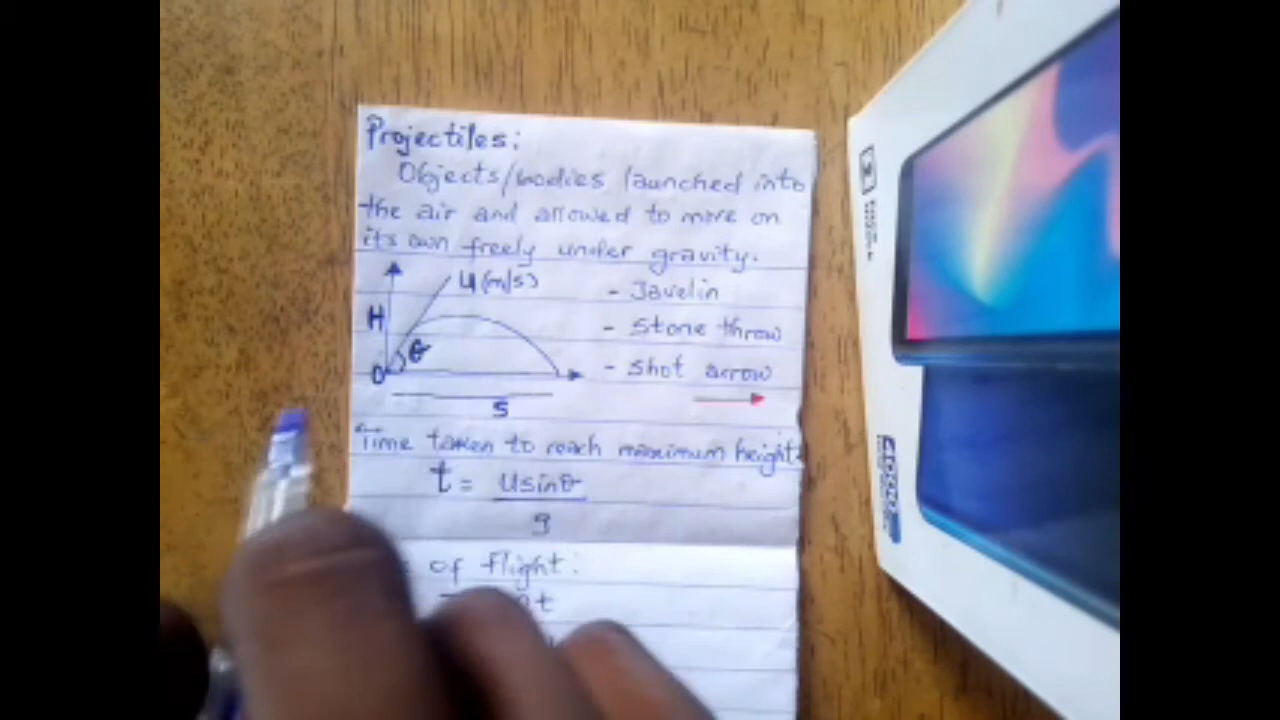 Projectiles:
Objects/bodies launched into
the air and allowed to move on
its own freely under gravity.
U(m/s)
- Javelin
H
- Stone throw
θ
O
- Shot arrow
S
Time taken to reach maximum height
t = Usinθ
g
of flight:
t
5000mAh